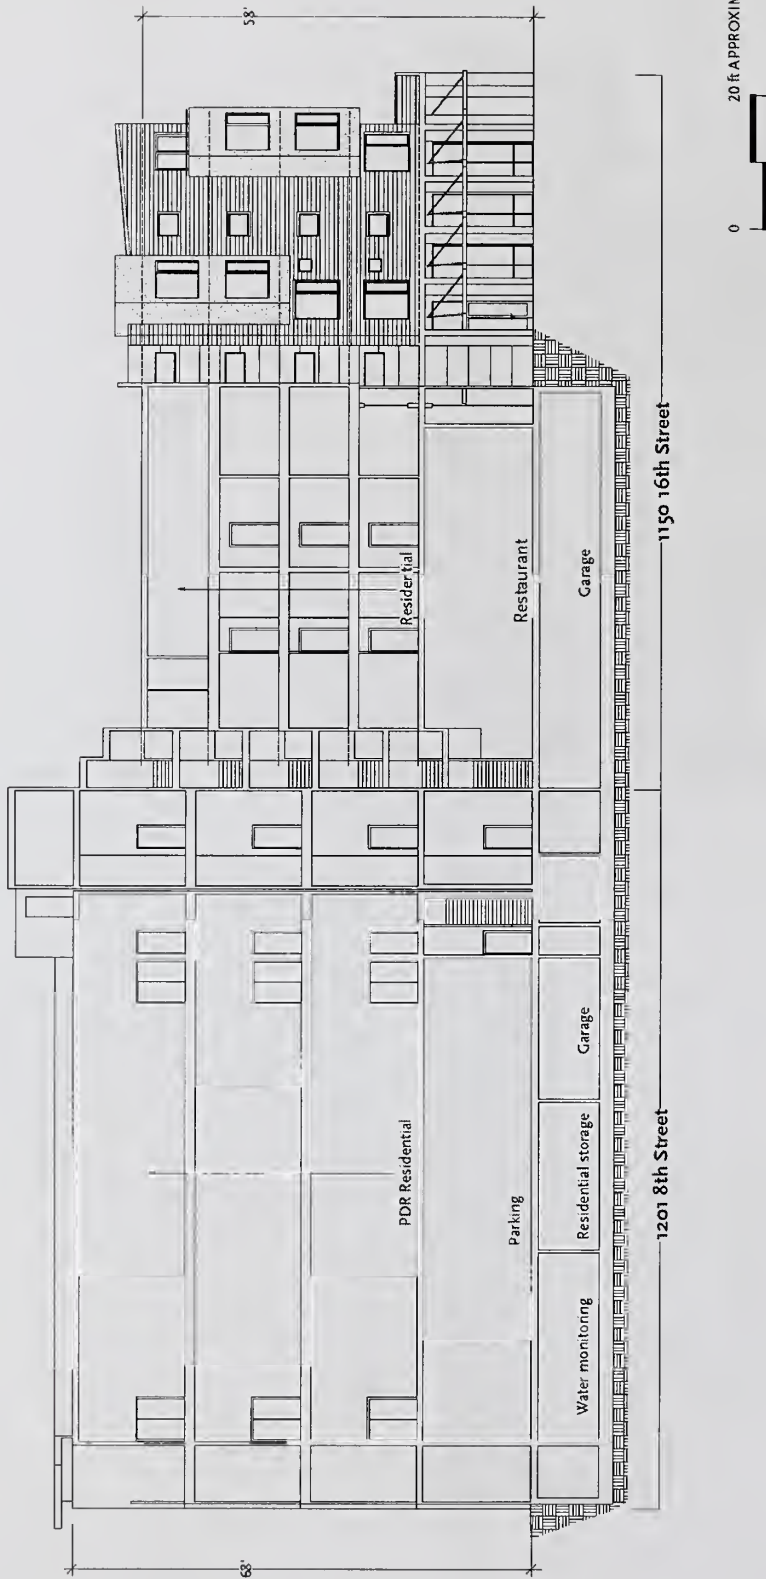 58'
20 ft APPROXIM
0
Residential
Restaurant
Garage
1150 16th Street
PDR Residential
Parking
Garage
Residential storage
Water monitoring
1201 8th Street
68'